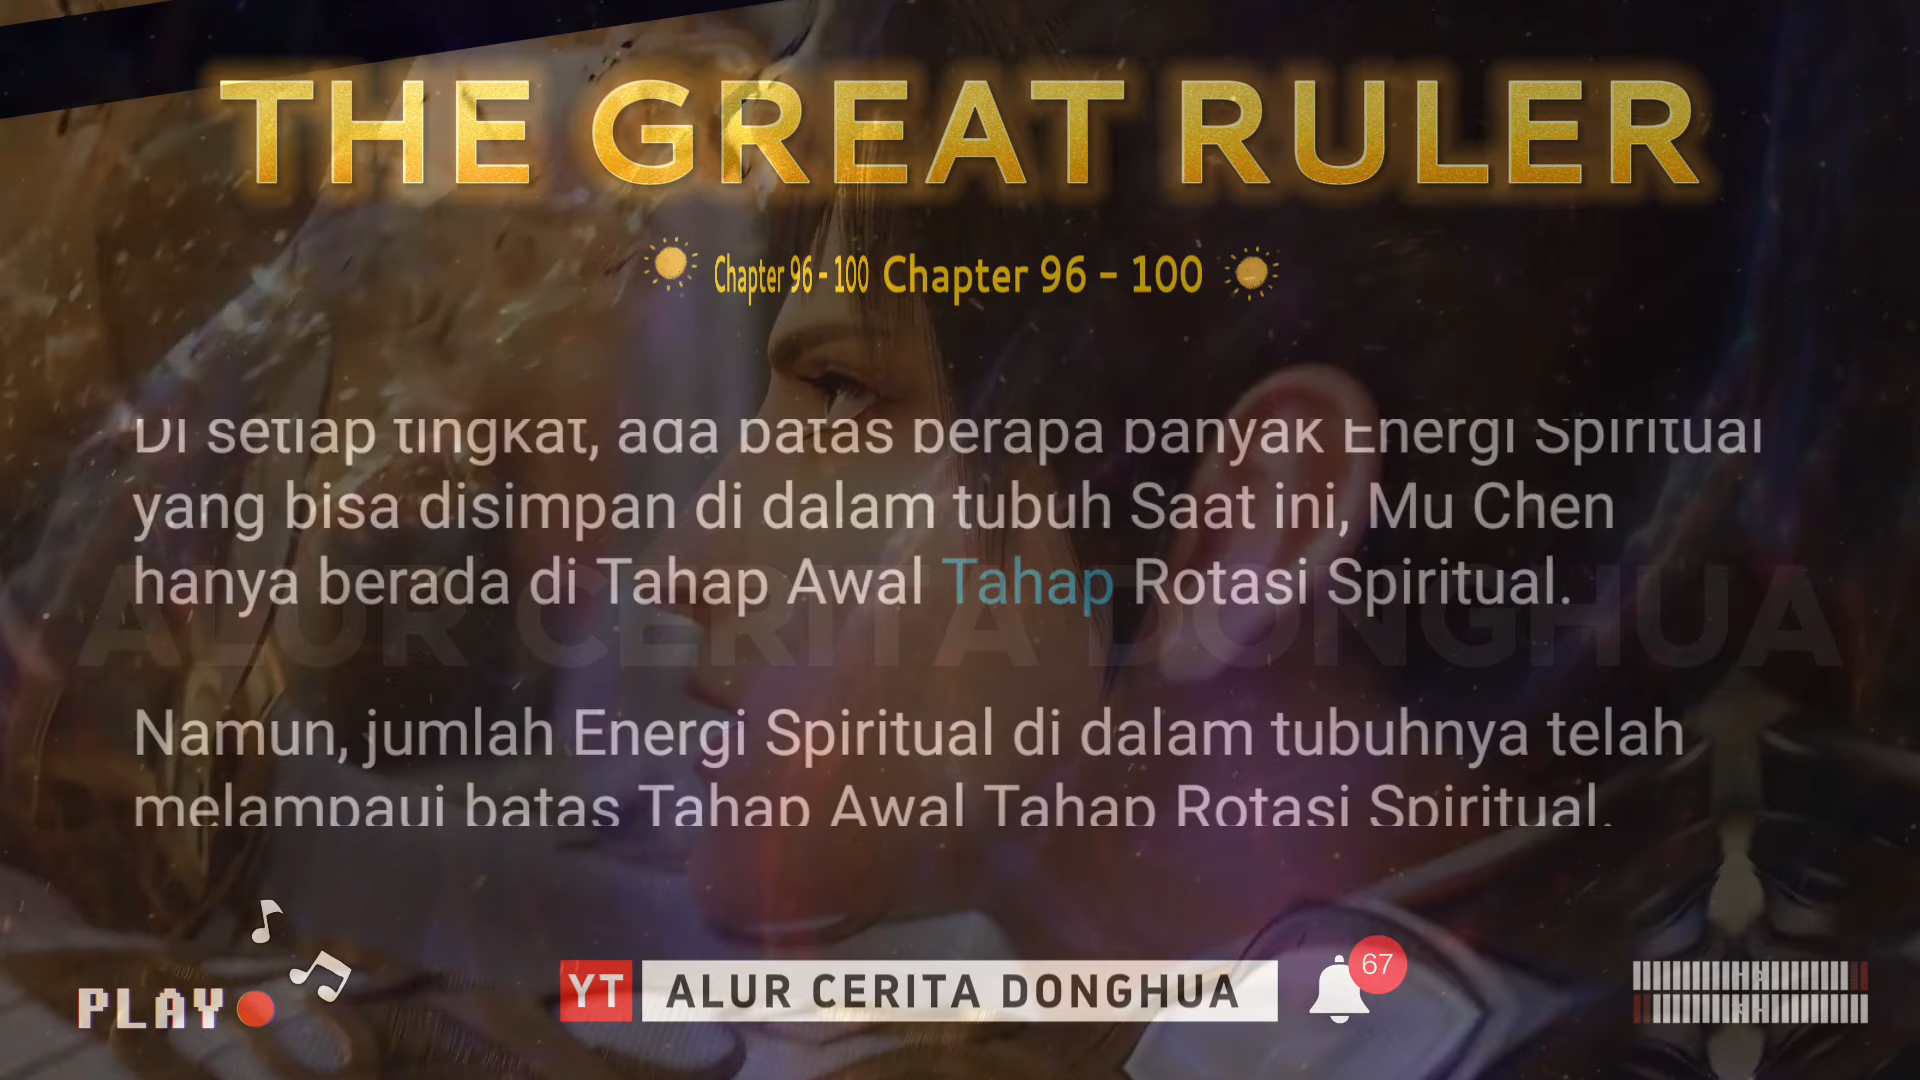 THE GREAT RULER
Chapter 96 - 100 Chapter 96 - 100
Di setiap tingkat, ada batas berapa banyak Energi Spiritual
yang bisa disimpan di dalam tubuh Saat ini, Mu Chen
hanya berada di Tahap Awal Tahap Rotasi Spiritual.
ALUR CERITA DONGHUA
Namun, jumlah Energi Spiritual di dalam tubuhnya telah
melampaui batas Tahap Awal Tahap Rotasi Spiritual.
67
PLAY
YT ALUR CERITA DONGHUA